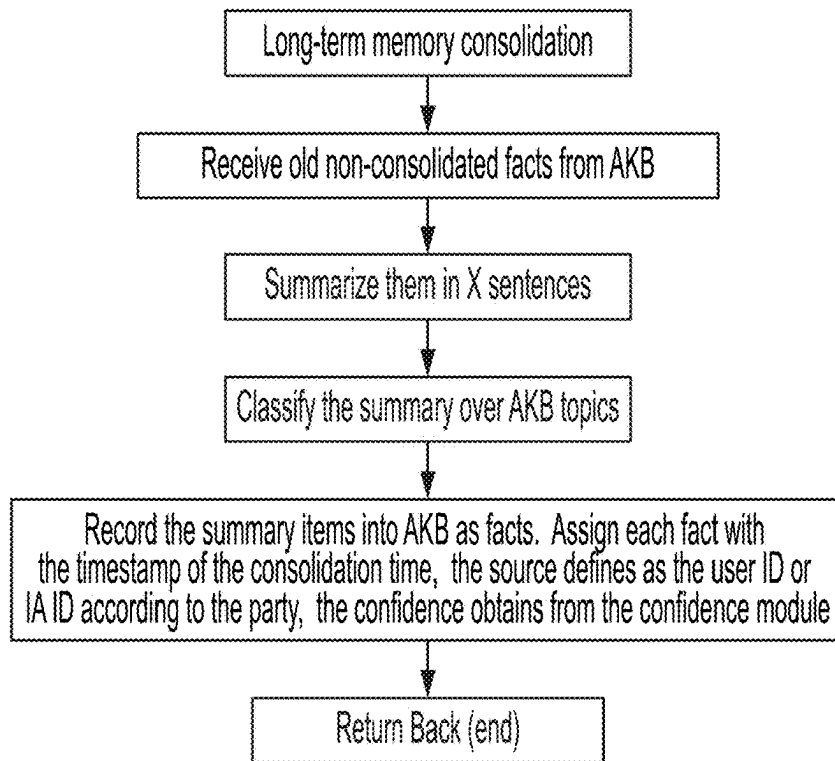 Long-term memory consolidation
Receive old non-consolidated facts from AKB
Summarize them in X sentences
Classify the summary over AKB topics
Record the summary items into AKB as facts. Assign each fact with
the timestamp of the consolidation time, the source defines as the user ID or
IA ID according to the party, the confidence obtains from the confidence module
Return Back (end)